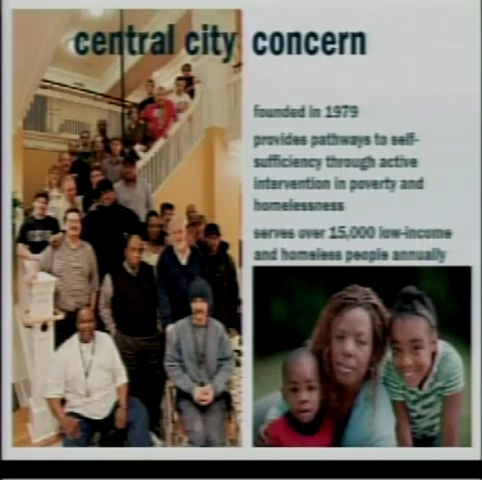 central city concern
founded in 1979
provides pathways to self-
sufficiency through active
intervention in poverty and
homelessness
serves over 15,000 low-income
and homeless people annually